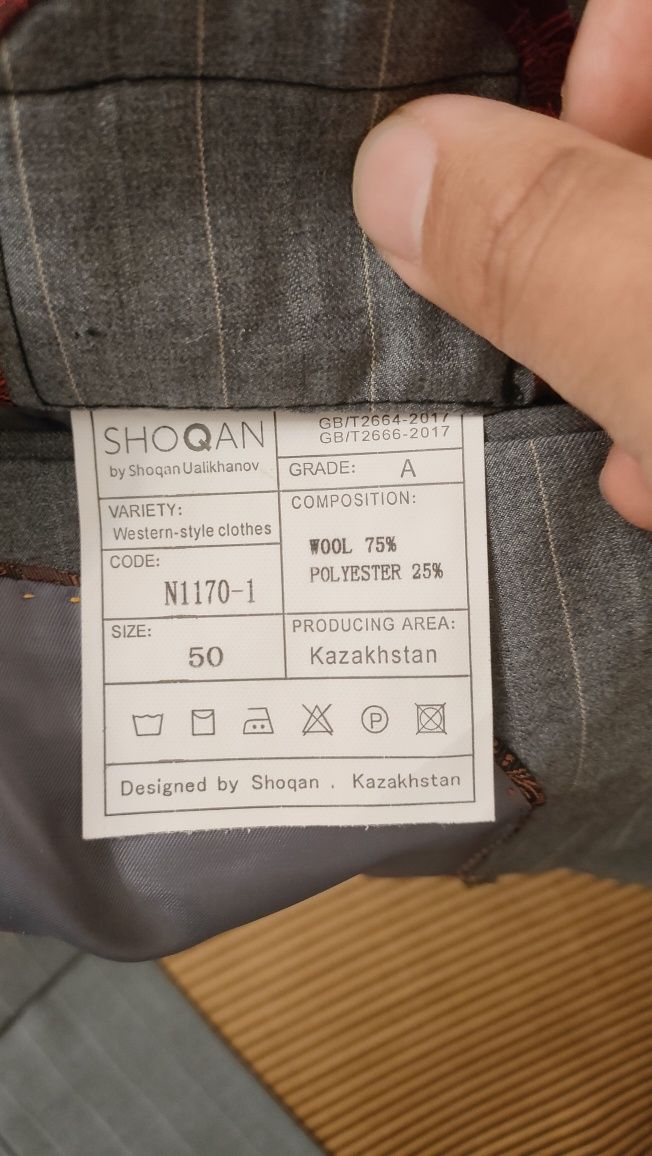 SHOQAN
by Shoqan Ualikhanov
GB/T2664-2017
GB/T2666-2017
GRADE: A
VARIETY:
Western-style clothes
COMPOSITION:
WOOL 75%
POLYESTER 25%
CODE:
N1170-1
SIZE:
50
PRODUCING AREA:
Kazakhstan
P
Designed by Shoqan . Kazakhstan